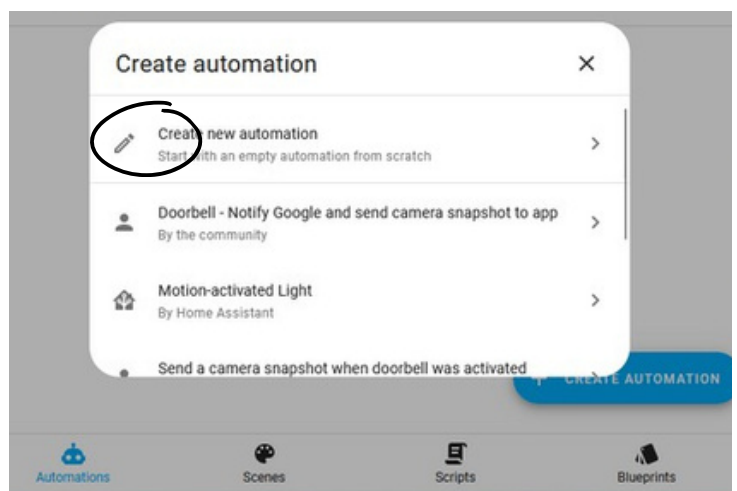 Create automation
Create new automation
Start with an empty automation from scratch
Doorbell - Notify Google and send camera snapshot to app
By the community
Motion-activated Light
By Home Assistant
Send a camera snapshot when doorbell was activated
CREATE AUTOMATION
Automations
Scenes
Scripts
Blueprints